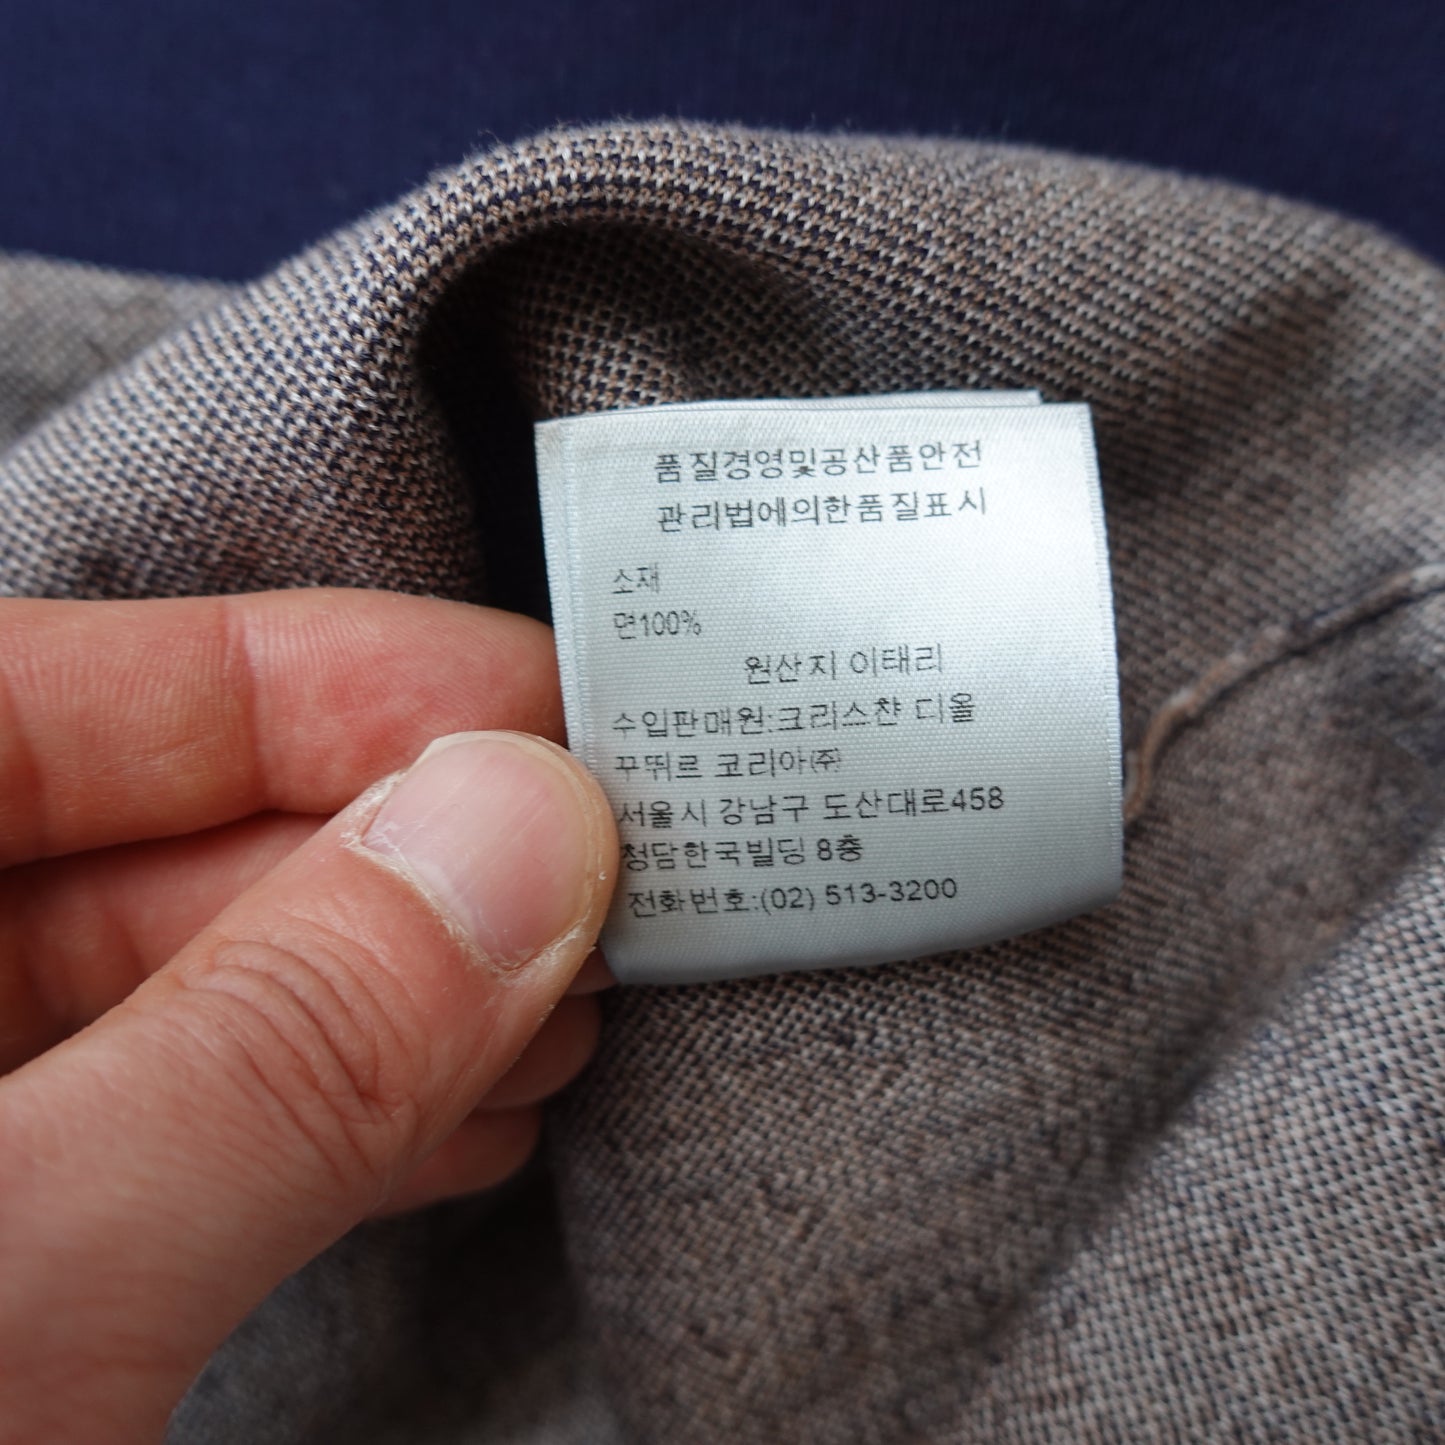 품질경영및공산품안전
관리법에의한품질표시
소재
면100%
원산지 이태리
수입판매원:크리스챤 디올
꾸뛰르 코리아㈜
서울시 강남구 도산대로458
청담한국빌딩 8층
전화번호:(02) 513-3200